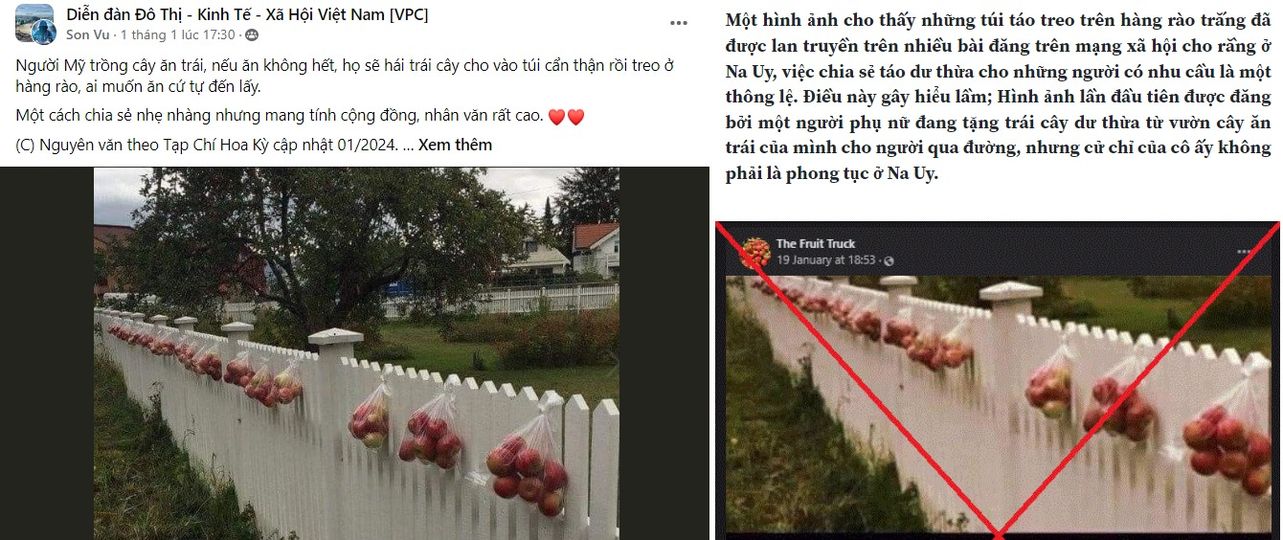 Diễn đàn Đô Thị - Kinh Tế - Xã Hội Việt Nam [VPC]
Son Vu · 1 tháng 1 lúc 17:30 ·
Người Mỹ trồng cây ăn trái, nếu ăn không hết, họ sẽ hái trái cây cho vào túi cẩn thận rồi treo ở
hàng rào, ai muốn ăn cứ tự đến lấy.
Một cách chia sẻ nhẹ nhàng nhưng mang tính cộng đồng, nhân văn rất cao. ❤️❤️
(C) Nguyên văn theo Tạp Chí Hoa Kỳ cập nhật 01/2024. ... Xem thêm
Một hình ảnh cho thấy những túi táo treo trên hàng rào trắng đã
được lan truyền trên nhiều bài đăng trên mạng xã hội cho rằng ở
Na Uy, việc chia sẻ táo dư thừa cho những người có nhu cầu là một
thông lệ. Điều này gây hiểu lầm; Hình ảnh lần đầu tiên được đăng
bởi một người phụ nữ đang tặng trái cây dư thừa từ vườn cây ăn
trái của mình cho người qua đường, nhưng cử chỉ của cô ấy không
phải là phong tục ở Na Uy.
The Fruit Truck
19 January at 18:53 ·